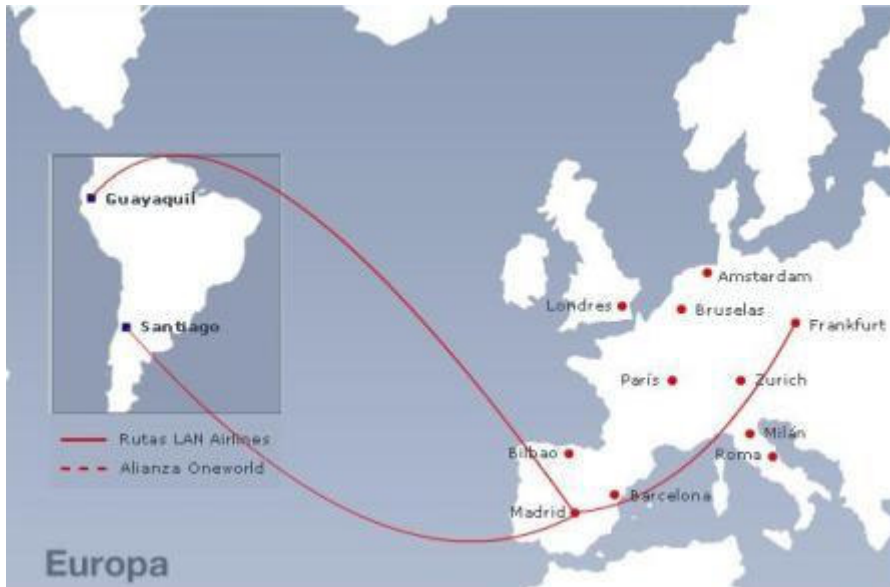 Guayaquil
Santiago
Rutas LAN Airlines
Alianza Oneworld
Amsterdam
Londres
Bruselas
Frankfurt
París
Zurich
Milán
Bilbao
Roma
Barcelona
Madrid
Europa